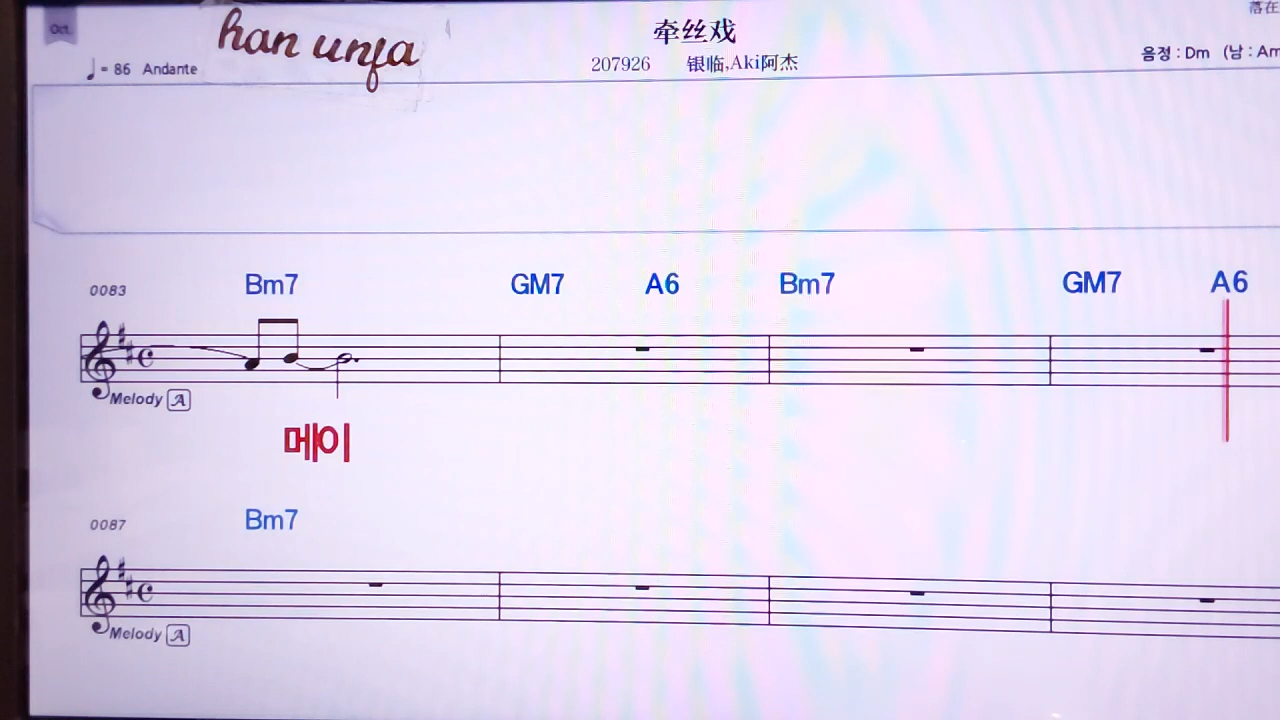 落在
Oct.
han unfa
牵丝戏
♩= 86 Andante
207926 银临,Aki阿杰
음정 : Dm (남 : Am
0083 Bm7 GM7 A6 Bm7 GM7 A6
Melody A
메이
0087 Bm7
Melody A